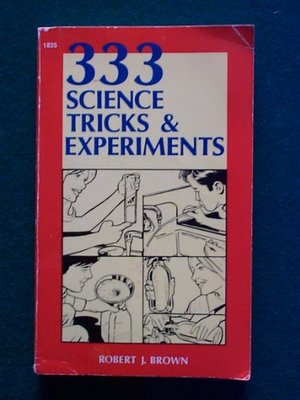 1825
333
SCIENCE
TRICKS &
EXPERIMENTS
ROBERT J. BROWN